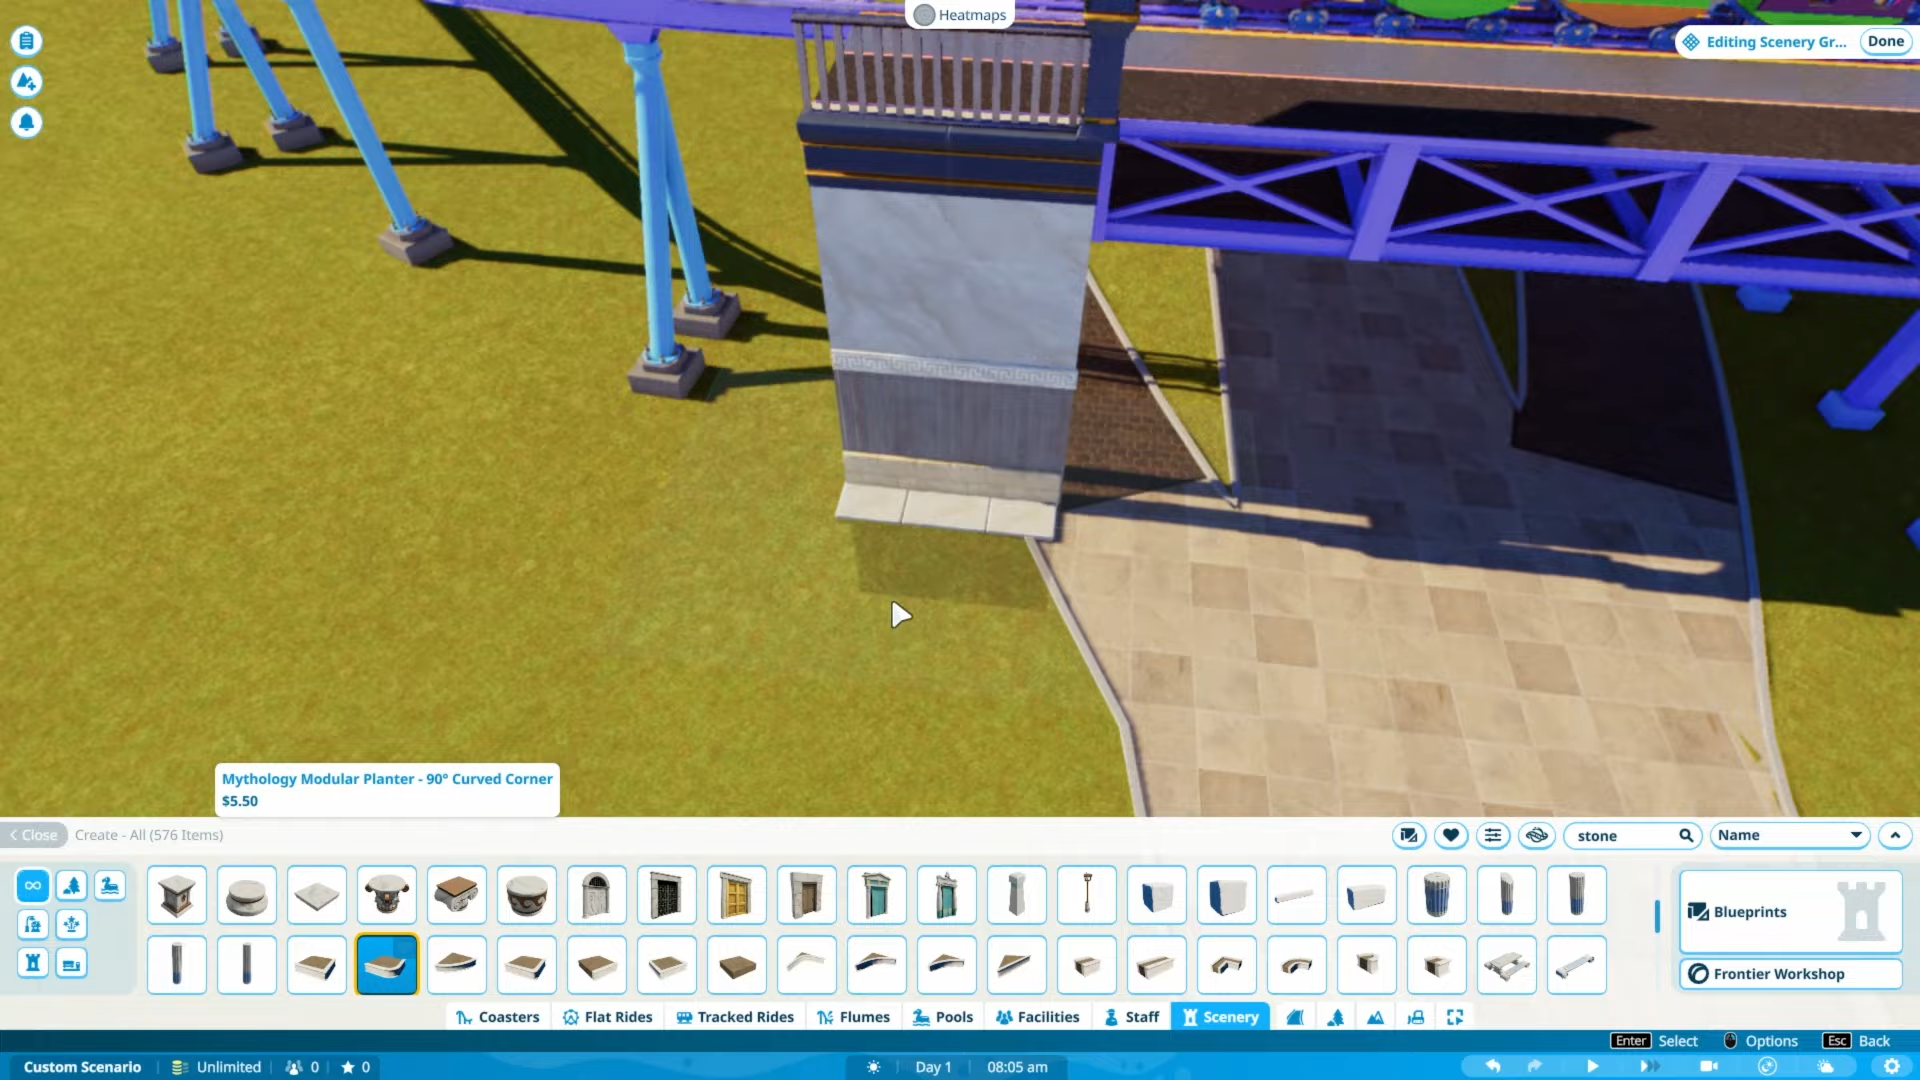 Heatmaps
Editing Scenery Gr...
Done
Mythology Modular Planter - 90° Curved Corner
$5.50
Close
Create - All (576 Items)
stone
Name
Blueprints
Frontier Workshop
Coasters
Flat Rides
Tracked Rides
Flumes
Pools
Facilities
Staff
Scenery
Enter Select
Options
Esc Back
Custom Scenario
Unlimited
0
0
Day 1
08:05 am